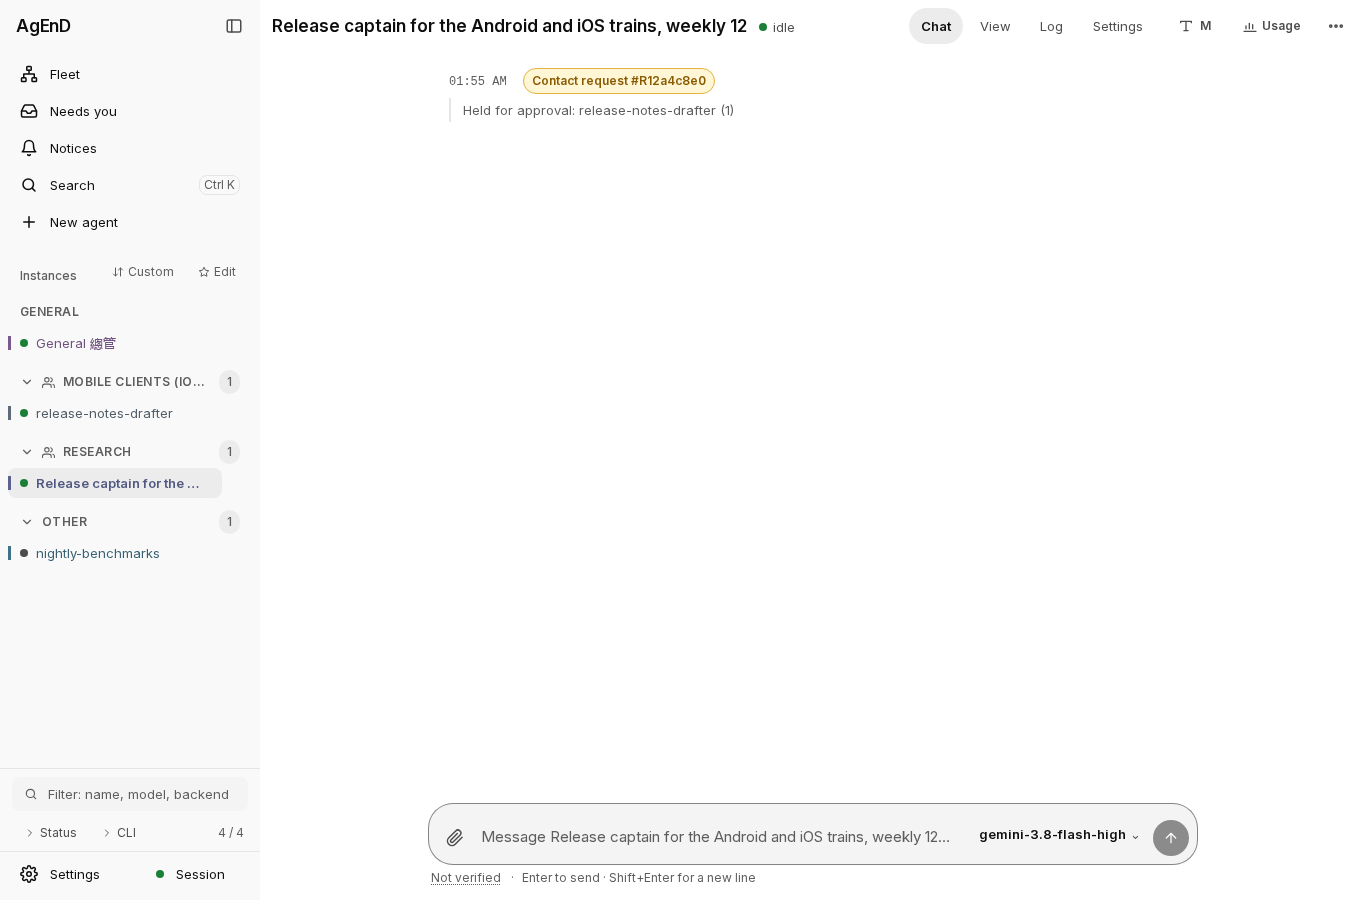 AgEnD
Fleet
Needs you
Notices
Search Ctrl K
New agent
Instances Custom Edit
GENERAL
General 總管
MOBILE CLIENTS (IO... 1
release-notes-drafter
RESEARCH 1
Release captain for the ...
OTHER 1
nightly-benchmarks
Filter: name, model, backend
Status CLI 4 / 4
Settings Session
Release captain for the Android and iOS trains, weekly 12 idle
Chat View Log Settings M Usage
01:55 AM Contact request #R12a4c8e0
Held for approval: release-notes-drafter (1)
Message Release captain for the Android and iOS trains, weekly 12... gemini-3.8-flash-high
Not verified · Enter to send · Shift+Enter for a new line